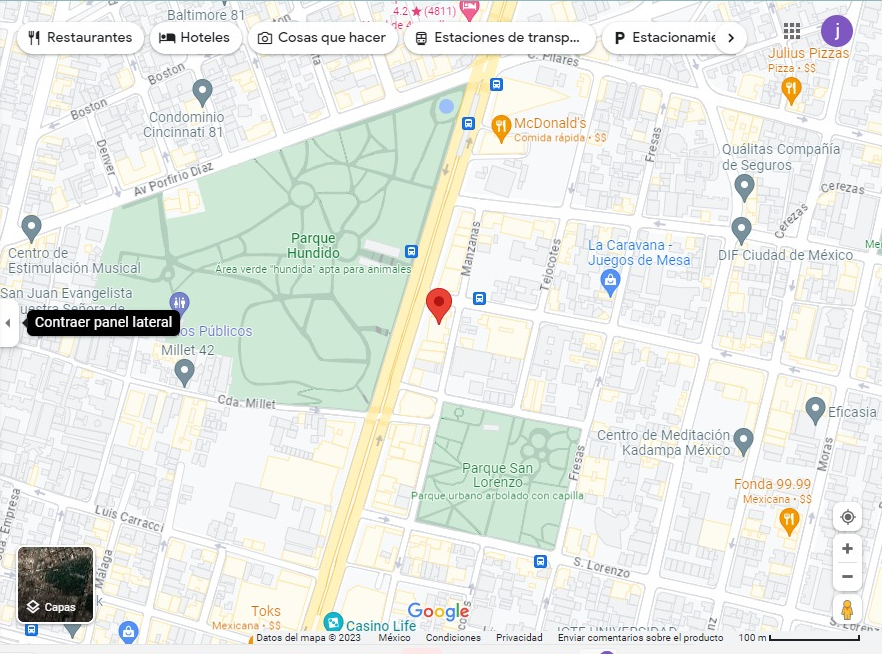 Baltimore 81
4.2 ★ (4811)
Restaurantes
Hoteles
Cosas que hacer
Estaciones de transp...
P Estacionamie
j
C. Pilares
Julius Pizzas
Pizza • $$
Boston
Boston
Condominio
Cincinnati 81
McDonald's
Comida rápida • $$
Fresas
Denver
Quálitas Compañía
de Seguros
Av Porfirio Díaz
Cerezas
Cerezas
Centro de
Estimulación Musical
Parque
Hundido
Área verde "hundida" apta para animales
Manzanas
Tejocotes
La Caravana -
Juegos de Mesa
DIF Ciudad de México
San Juan Evangelista
Contraer panel lateral
os Públicos
Millet 42
Cda. Millet
Eficasia
Centro de Meditación
Kadampa México
Fresas
Moras
Parque San
Lorenzo
Parque urbano arbolado con capilla
Fonda 99.99
Mexicana • $$
Luis Carracci
Empresa
Málaga
S. Lorenzo
Capas
Toks
Mexicana • $$
Google
Casino Life
Datos del mapa © 2023
México
Condiciones
Privacidad
Enviar comentarios sobre el producto
100 m